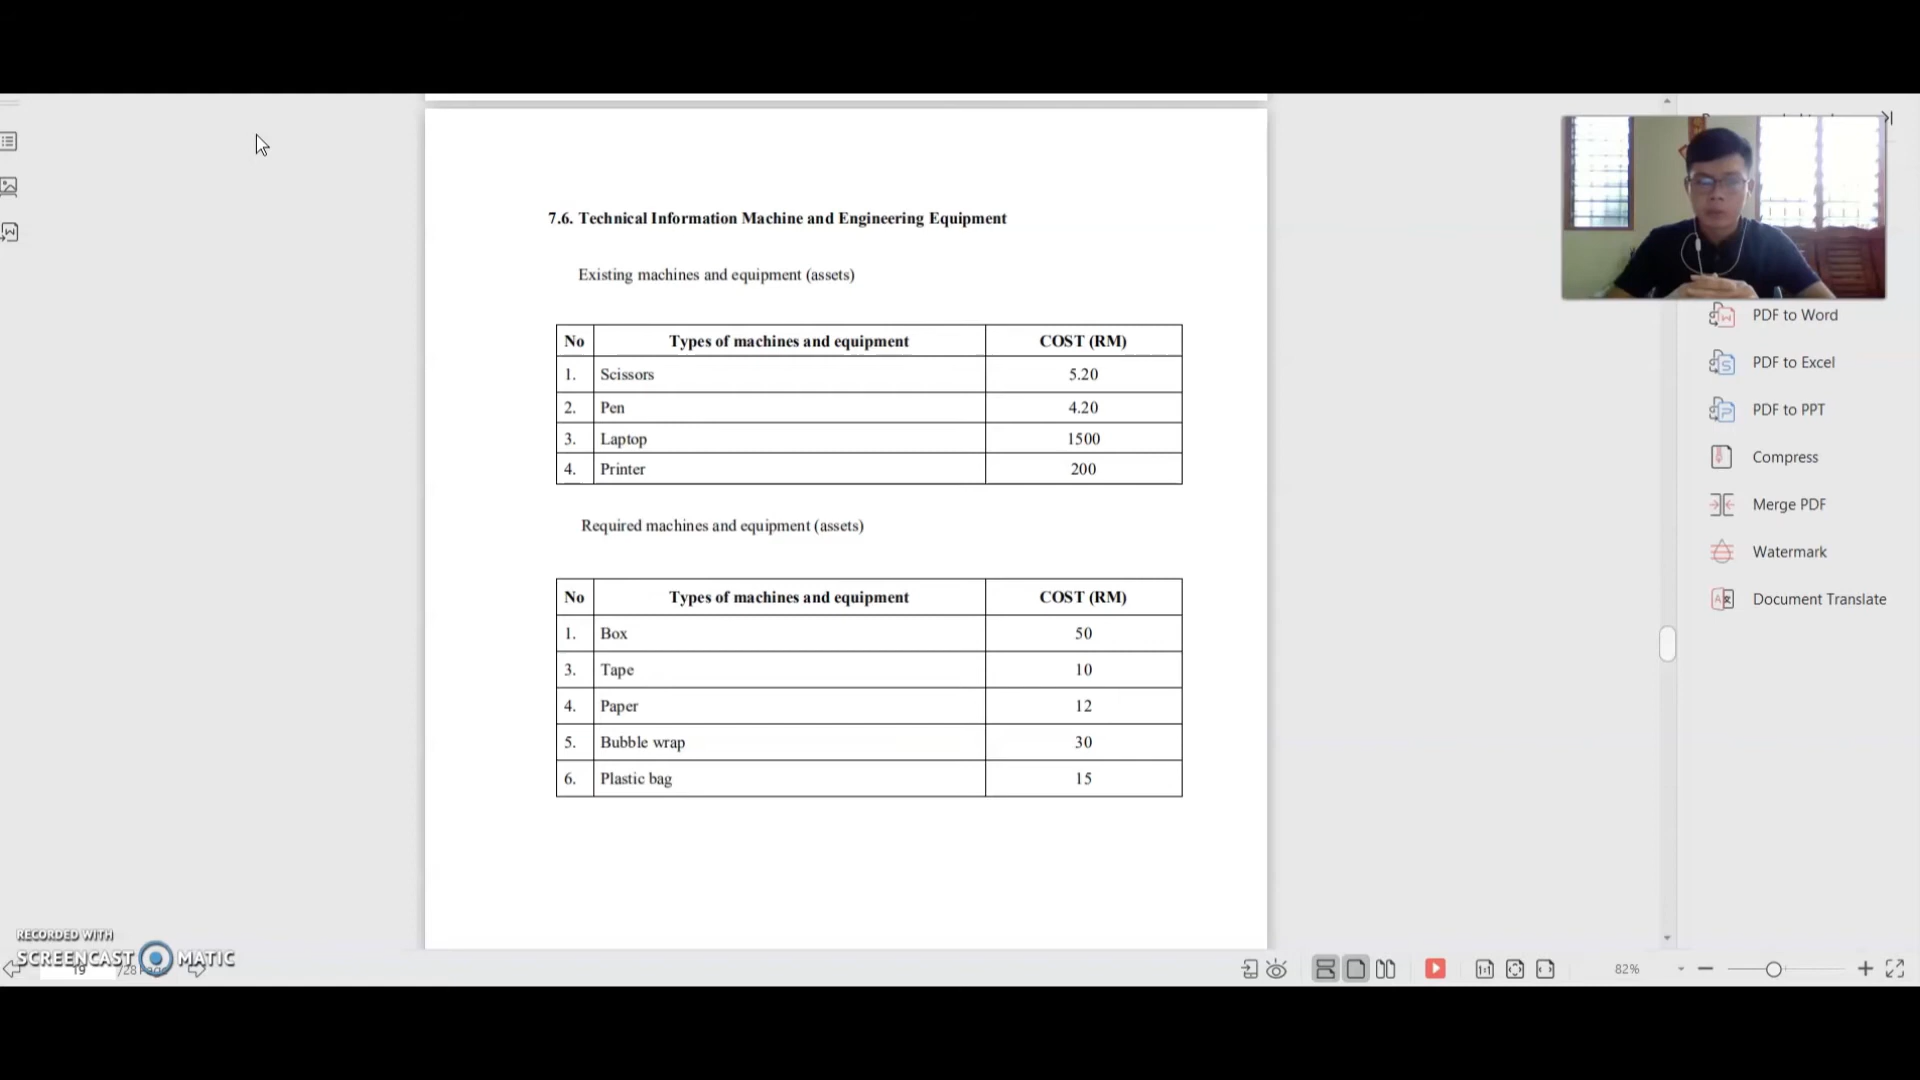 7.6. Technical Information Machine and Engineering Equipment
Existing machines and equipment (assets)
No Types of machines and equipment COST (RM)
1. Scissors 5.20
2. Pen 4.20
3. Laptop 1500
4. Printer 200
Required machines and equipment (assets)
No Types of machines and equipment COST (RM)
1. Box 50
3. Tape 10
4. Paper 12
5. Bubble wrap 30
6. Plastic bag 15
PDF to Word
PDF to Excel
PDF to PPT
Compress
Merge PDF
Watermark
Document Translate
RECORDED WITH
SCREENCAST MATIC
19 /28
82%